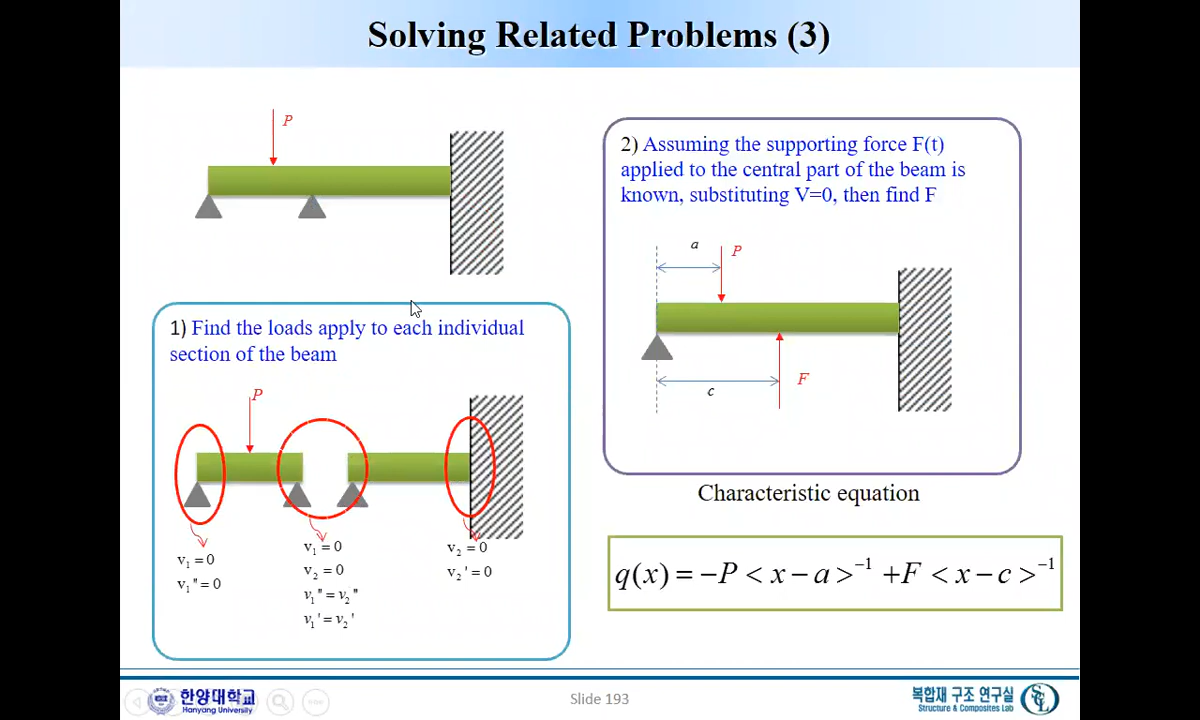 Solving Related Problems (3)
P
1) Find the loads apply to each individual
section of the beam
P
v₁ = 0
v₁" = 0
v₁ = 0
v₂ = 0
v₁" = v₂"
v₁' = v₂'
v₂ = 0
v₂' = 0
2) Assuming the supporting force F(t)
applied to the central part of the beam is
known, substituting V=0, then find F
a
P
F
c
Characteristic equation
q(x) = −P < x − a >⁻¹ +F < x − c >⁻¹
한양대학교
Hanyang University
Slide 193
복합재 구조 연구실
Structure & Composites Lab